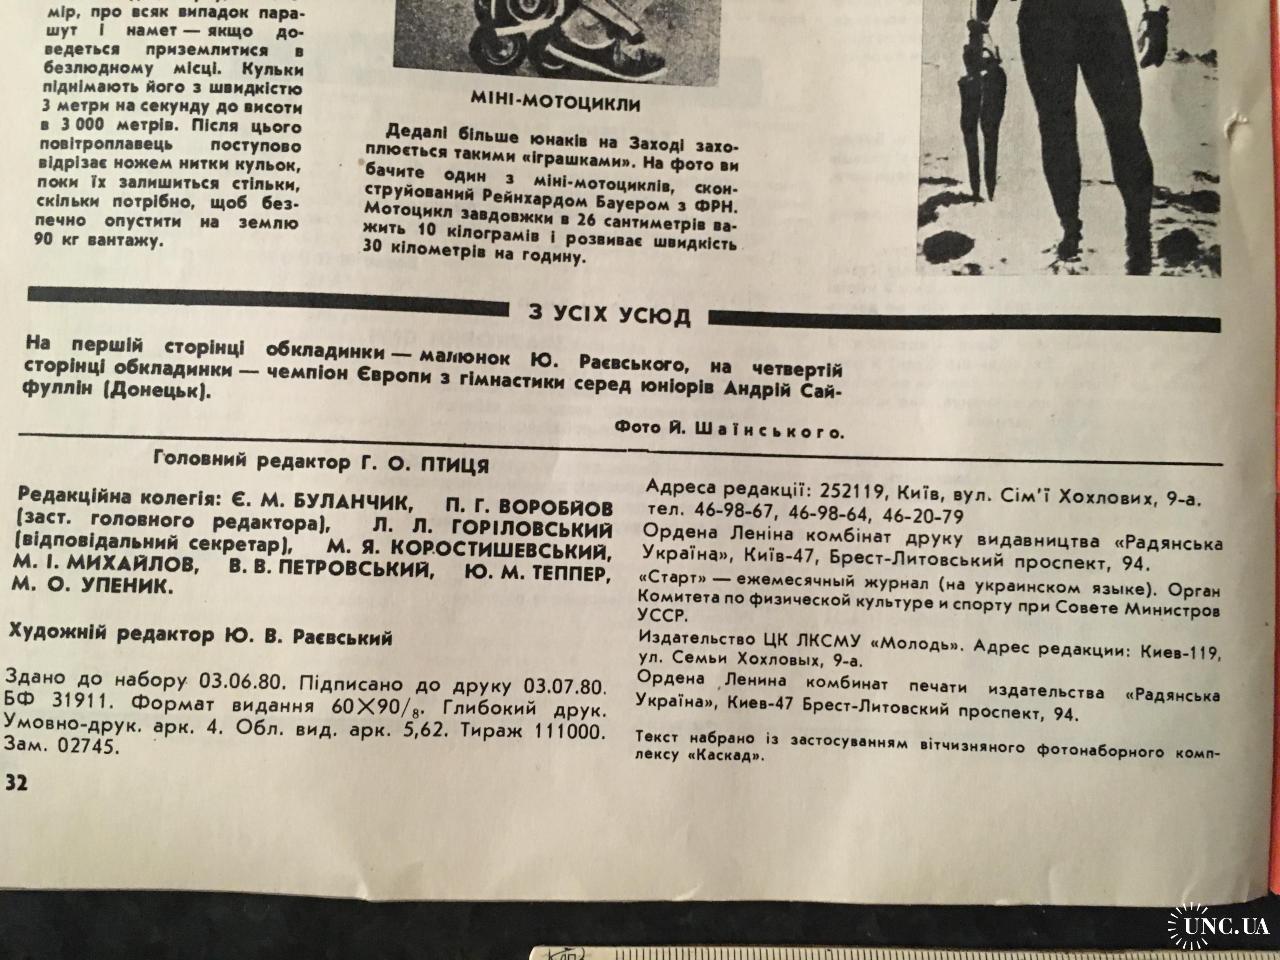 мір, про всяк випадок пара-
шут і намет — якщо до-
ведеться приземлитися в
безлюдному місці. Кульки
піднімають його з швидкістю
3 метри на секунду до висоти
в 3 000 метрів. Після цього
повітроплавець поступово
відрізає ножем нитки кульок,
поки їх залишиться стільки,
скільки потрібно, щоб без-
печно опустити на землю
90 кг вантажу.
МІНІ-МОТОЦИКЛИ
Дедалі більше юнаків на Заході захо-
плюється такими «іграшками». На фото ви
бачите один з міні-мотоциклів, скон-
струйований Рейнхардом Бауером з ФРН.
Мотоцикл завдовжки в 26 сантиметрів ва-
жить 10 кілограмів і розвиває швидкість
30 кілометрів на годину.
З УСІХ УСЮД
На першій сторінці обкладинки — малюнок Ю. Раєвського, на четвертій
сторінці обкладинки — чемпіон Європи з гімнастики серед юніорів Андрій Сай-
фуллін (Донецьк).
Фото Й. Шаїнського.
Головний редактор Г. О. ПТИЦЯ
Редакційна колегія: Є. М. БУЛАНЧИК, П. Г. ВОРОБЙОВ
(заст. головного редактора), Л. Л. ГОРІЛОВСЬКИЙ
(відповідальний секретар), М. Я. КОРОСТИШЕВСЬКИЙ,
М. І. МИХАЙЛОВ, В. В. ПЕТРОВСЬКИЙ, Ю. М. ТЕППЕР,
М. О. УПЕНИК.
Художній редактор Ю. В. Раєвський
Здано до набору 03.06.80. Підписано до друку 03.07.80.
БФ 31911. Формат видання 60×90/8. Глибокий друк.
Умовно-друк. арк. 4. Обл. вид. арк. 5,62. Тираж 111000.
Зам. 02745.
32
Адреса редакції: 252119, Київ, вул. Сім'ї Хохлових, 9-а.
тел. 46-98-67, 46-98-64, 46-20-79
Ордена Леніна комбінат друку видавництва «Радянська
Україна», Київ-47, Брест-Литовський проспект, 94.
«Старт» — ежемесячный журнал (на украинском языке). Орган
Комитета по физической культуре и спорту при Совете Министров
УССР.
Издательство ЦК ЛКСМУ «Молодь». Адрес редакции: Киев-119,
ул. Семьи Хохловых, 9-а.
Ордена Ленина комбинат печати издательства «Радянська
Україна», Киев-47 Брест-Литовский проспект, 94.
Текст набрано із застосуванням вітчизняного фотонаборного комп-
лексу «Каскад».
UNC.UA